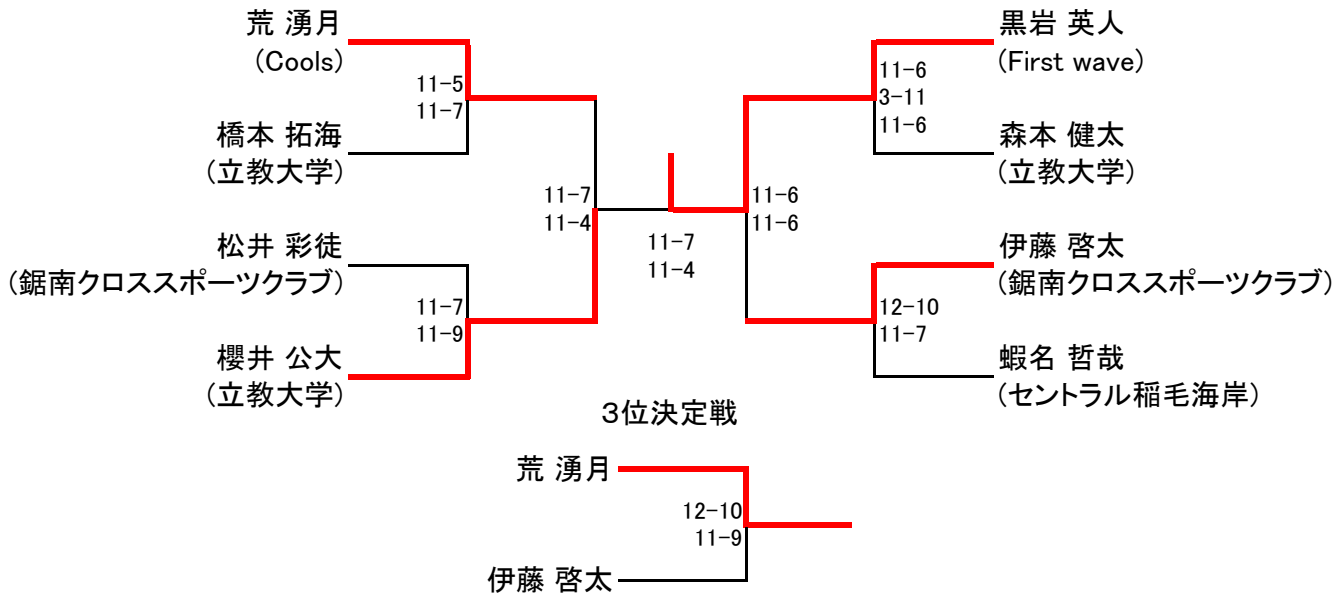 荒 湧月
(Cools)
11-5
11-7
橋本 拓海
(立教大学)
11-7
11-4
松井 彩徒
(鋸南クロススポーツクラブ)
11-7
11-9
櫻井 公大
(立教大学)
11-7
11-4
黒岩 英人
(First wave)
11-6
3-11
11-6
森本 健太
(立教大学)
11-6
11-6
伊藤 啓太
(鋸南クロススポーツクラブ)
12-10
11-7
蝦名 哲哉
(セントラル稲毛海岸)
3位決定戦
荒 湧月
12-10
11-9
伊藤 啓太